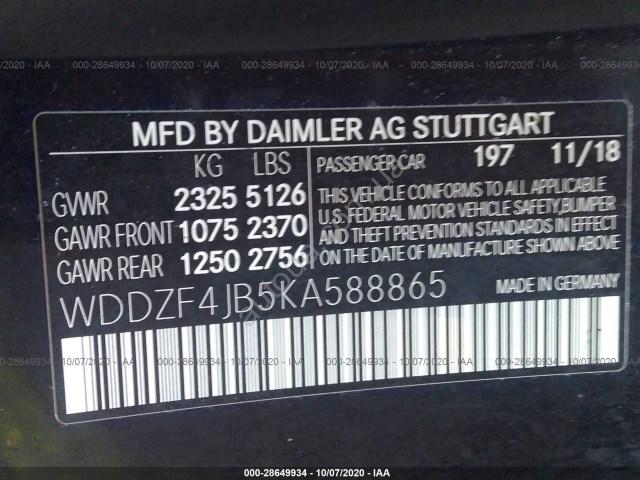 000-28649934 - 10/07/2020 - IAA
MFD BY DAIMLER AG STUTTGART
KG LBS PASSENGER CAR 197 11/18
GVWR 2325 5126
GAWR FRONT 1075 2370
GAWR REAR 1250 2756
THIS VEHICLE CONFORMS TO ALL APPLICABLE
U.S. FEDERAL MOTOR VEHICLE SAFETY, BUMPER
AND THEFT PREVENTION STANDARDS IN EFFECT
ON THE DATE OF MANUFACTURE SHOWN ABOVE.
WDDZF4JB5KA588865
000-28649934 - 10/07/2020 - IAA